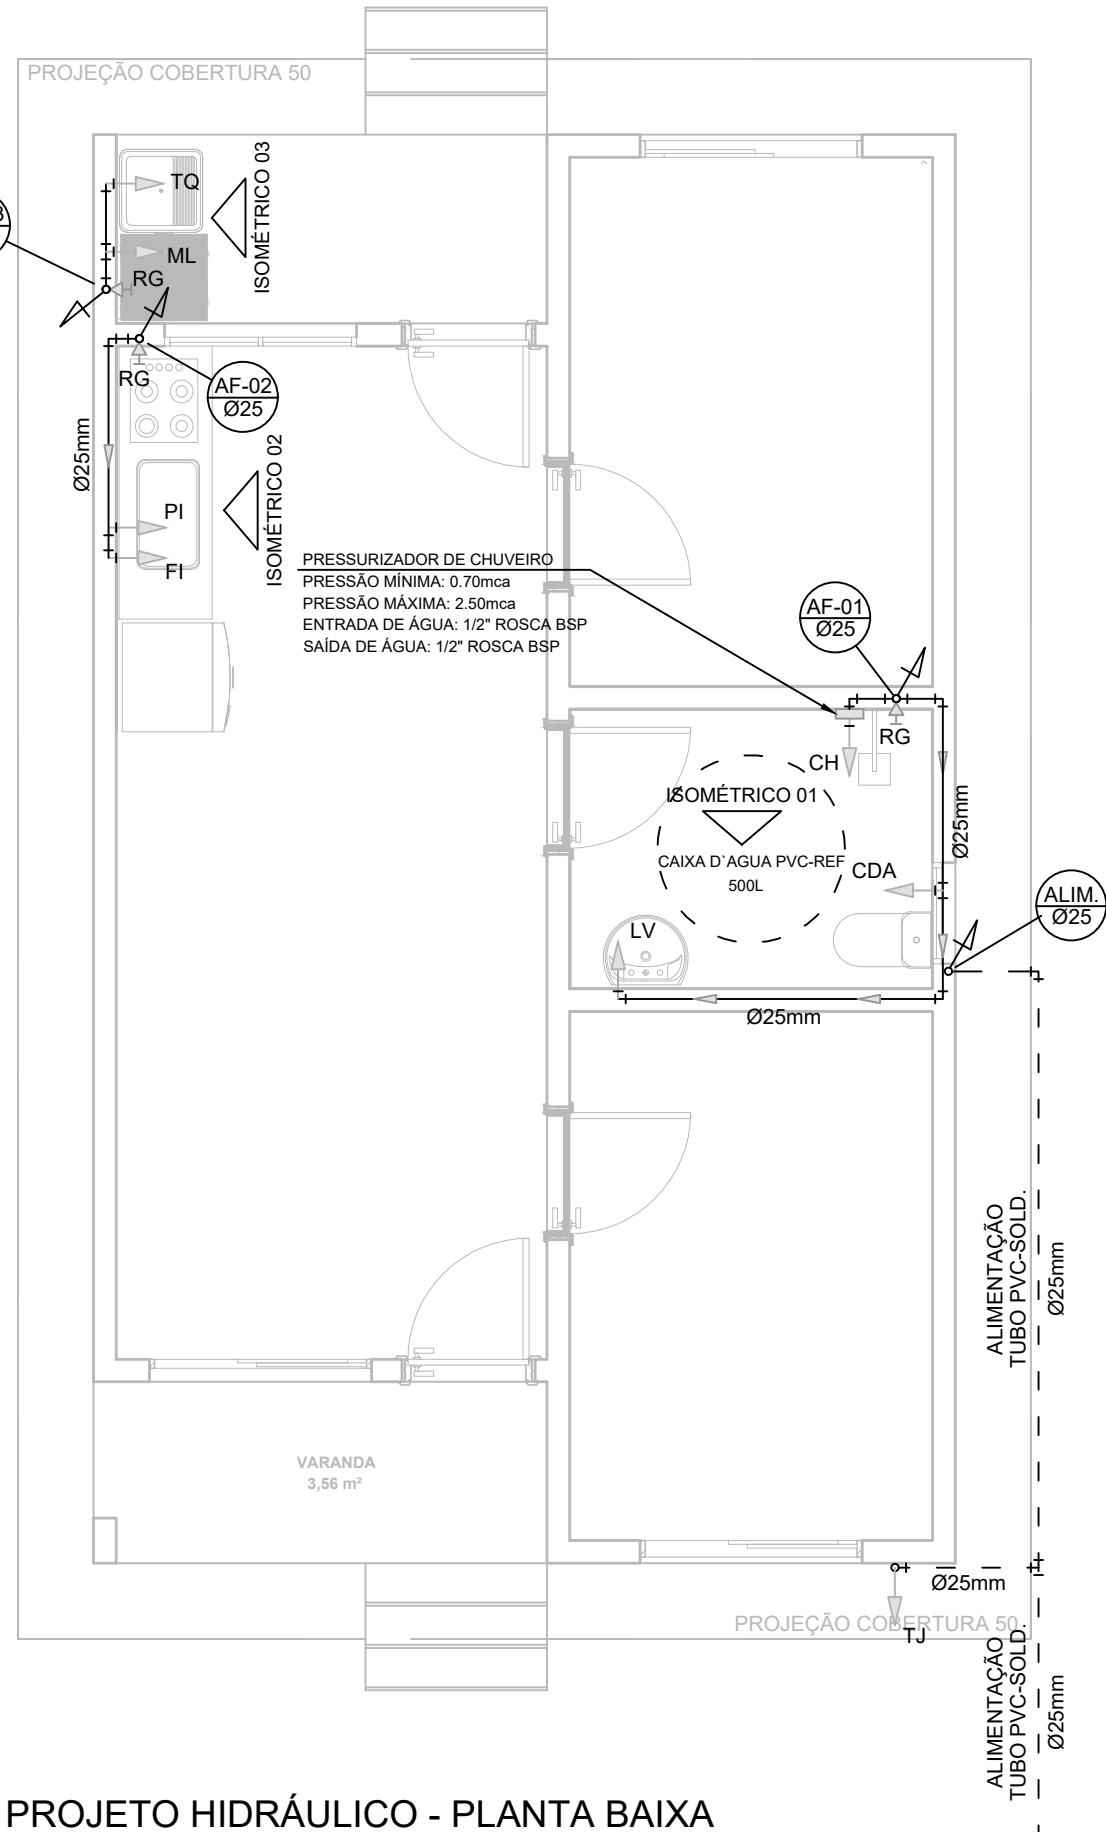 PROJEÇÃO COBERTURA 50
TQ
ISOMÉTRICO 03
ML
RG
RG
AF-02
Ø25
Ø25mm
ISOMÉTRICO 02
PI
FI
PRESSURIZADOR DE CHUVEIRO
PRESSÃO MÍNIMA: 0.70mca
PRESSÃO MÁXIMA: 2.50mca
ENTRADA DE ÁGUA: 1/2" ROSCA BSP
SAÍDA DE ÁGUA: 1/2" ROSCA BSP
AF-01
Ø25
RG
CH
ISOMÉTRICO 01
Ø25mm
CAIXA D`AGUA PVC-REF
500L
CDA
ALIM.
Ø25
LV
Ø25mm
ALIMENTAÇÃO
TUBO PVC-SOLD.
Ø25mm
VARANDA
3,56 m²
Ø25mm
PROJEÇÃO COBERTURA 50
TJ
ALIMENTAÇÃO
TUBO PVC-SOLD.
Ø25mm
PROJETO HIDRÁULICO - PLANTA BAIXA